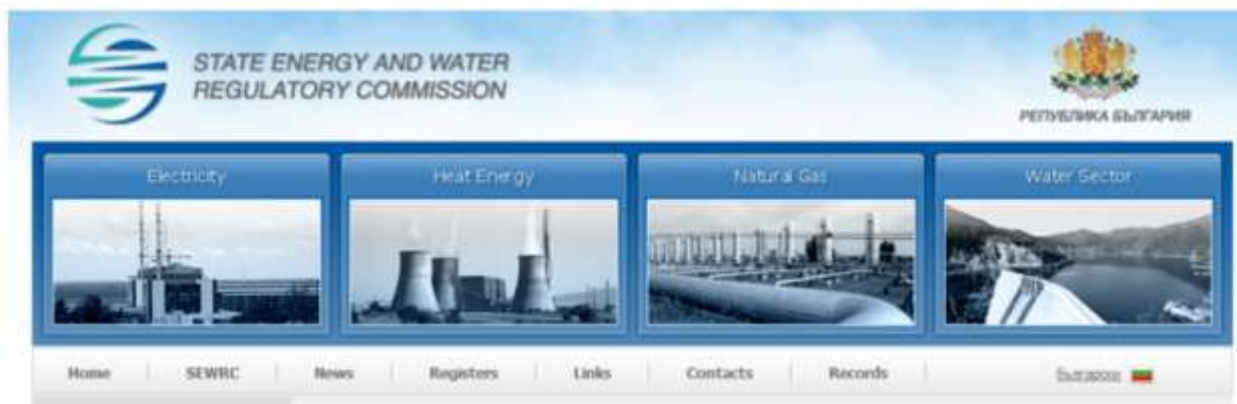 STATE ENERGY AND WATER
REGULATORY COMMISSION
РЕПУБЛИКА БЪЛГАРИЯ
Electricity
Heat Energy
Natural Gas
Water Sector
Home
SEWRC
News
Registers
Links
Contacts
Records
Български